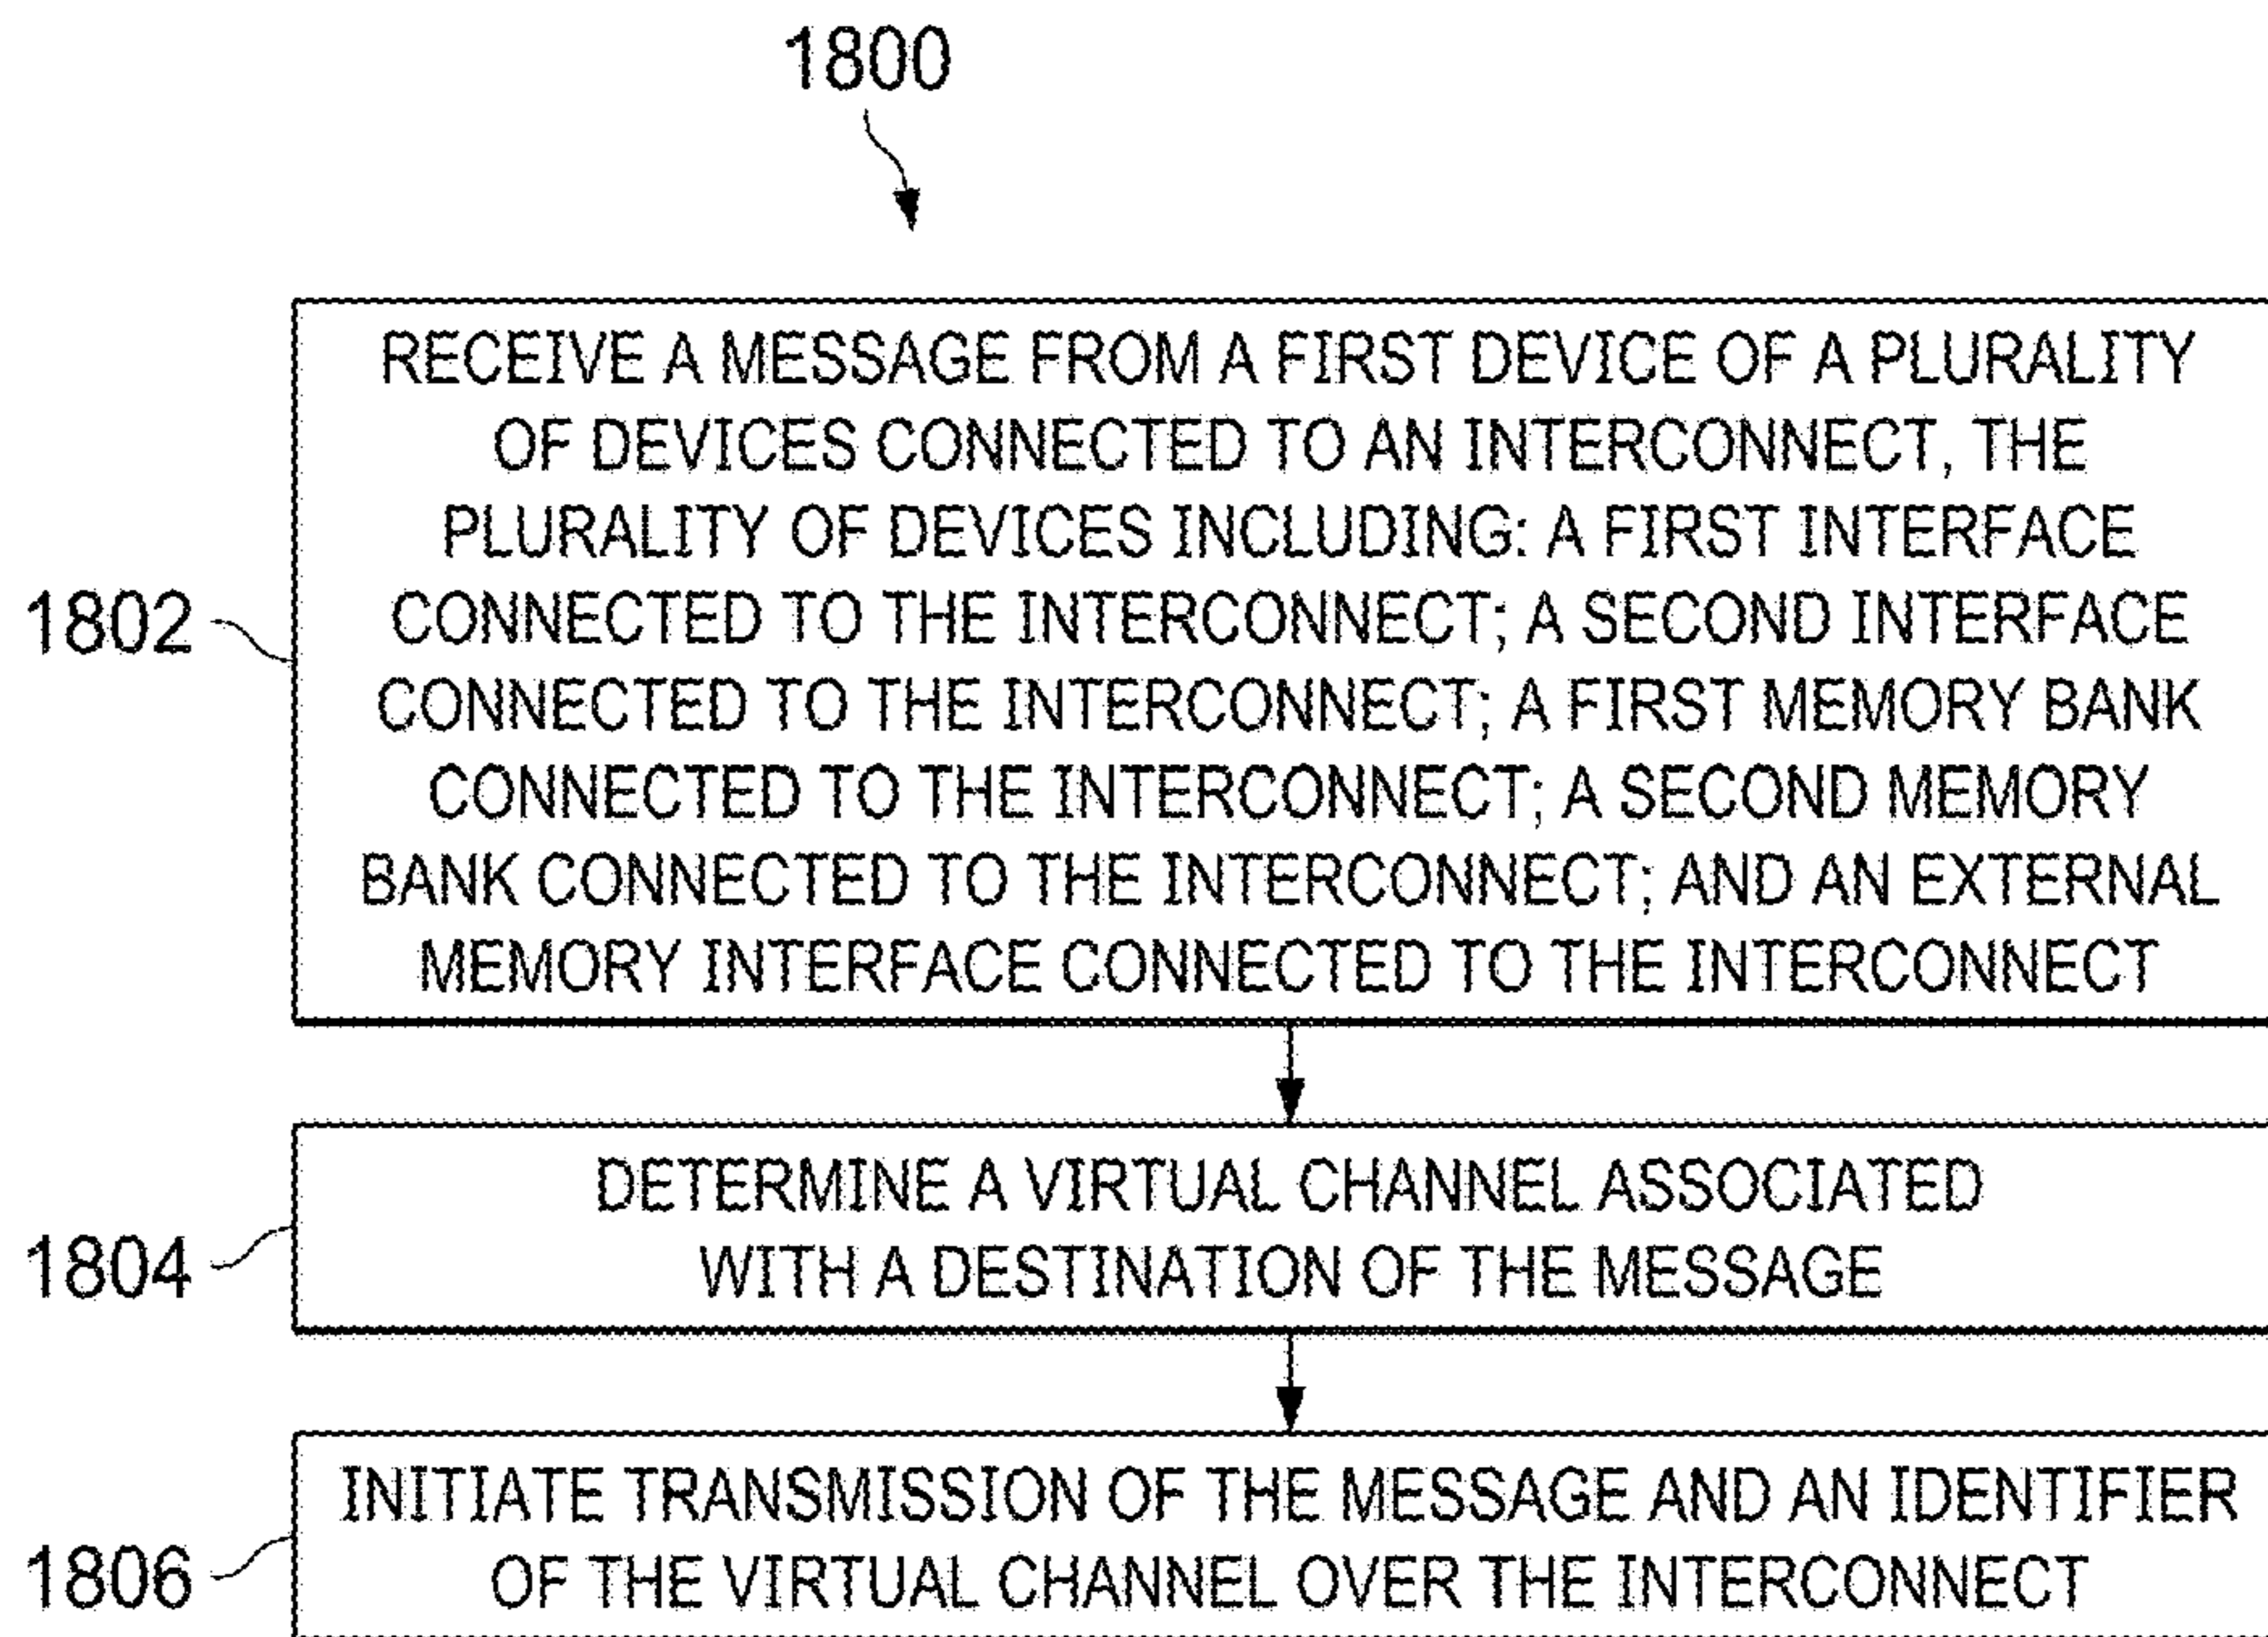 1800
1802
RECEIVE A MESSAGE FROM A FIRST DEVICE OF A PLURALITY
OF DEVICES CONNECTED TO AN INTERCONNECT, THE
PLURALITY OF DEVICES INCLUDING: A FIRST INTERFACE
CONNECTED TO THE INTERCONNECT; A SECOND INTERFACE
CONNECTED TO THE INTERCONNECT; A FIRST MEMORY BANK
CONNECTED TO THE INTERCONNECT; A SECOND MEMORY
BANK CONNECTED TO THE INTERCONNECT; AND AN EXTERNAL
MEMORY INTERFACE CONNECTED TO THE INTERCONNECT
1804
DETERMINE A VIRTUAL CHANNEL ASSOCIATED
WITH A DESTINATION OF THE MESSAGE
1806
INITIATE TRANSMISSION OF THE MESSAGE AND AN IDENTIFIER
OF THE VIRTUAL CHANNEL OVER THE INTERCONNECT